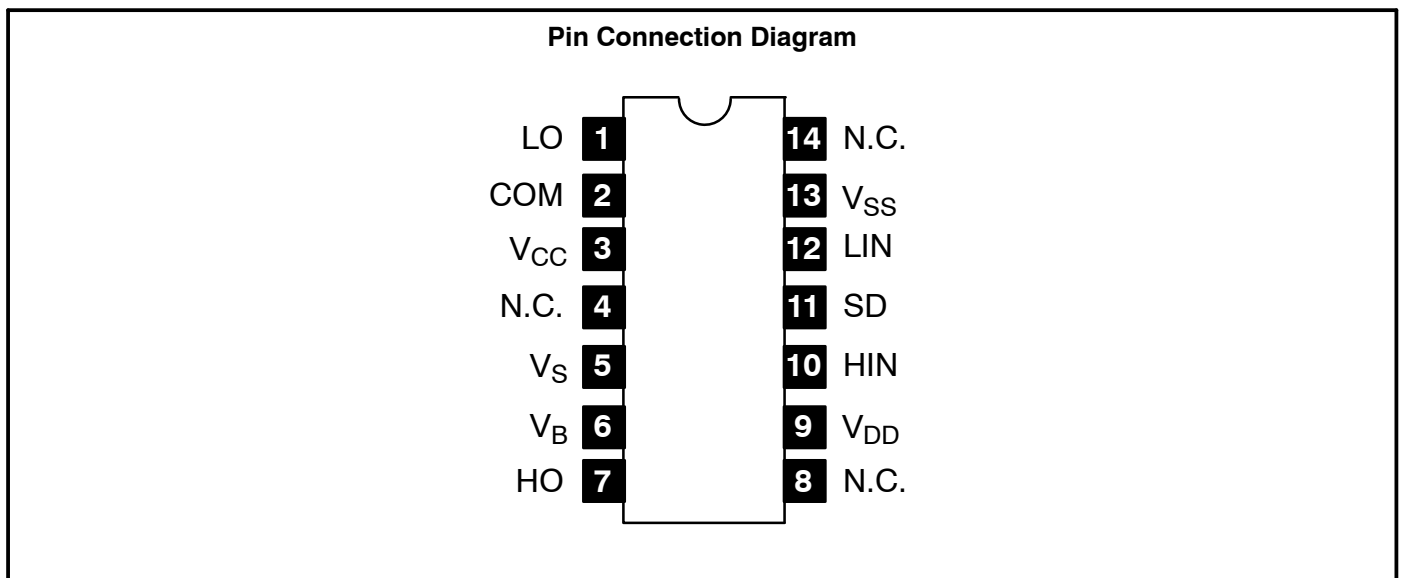 Pin Connection Diagram
LO 1 14 N.C.
COM 2 13 VSS
VCC 3 12 LIN
N.C. 4 11 SD
VS 5 10 HIN
VB 6 9 VDD
HO 7 8 N.C.